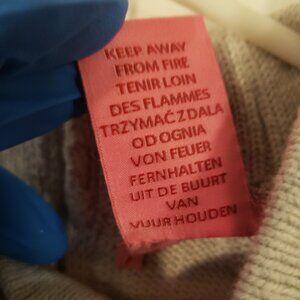 KEEP AWAY
FROM FIRE
TENIR LOIN
DES FLAMMES
TRZYMAĆ Z DALA
OD OGNIA
VON FEUER
FERNHALTEN
UIT DE BUURT
VAN
VUUR HOUDEN